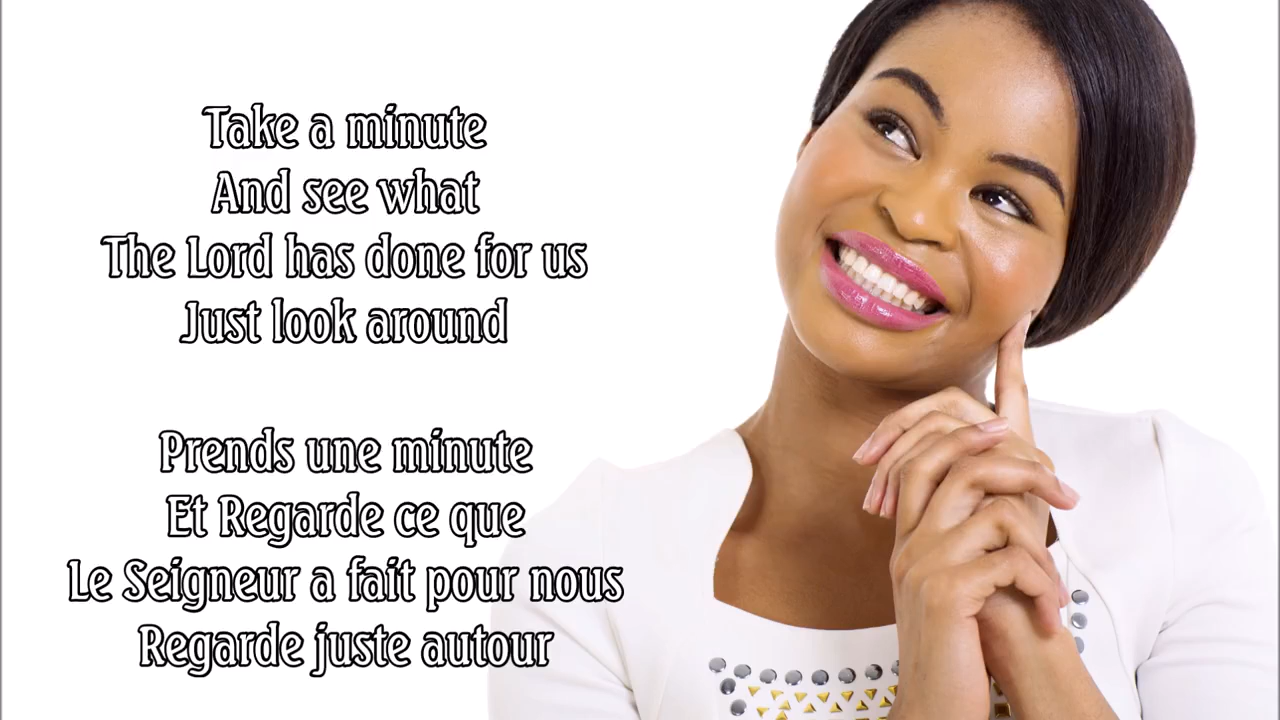 Take a minute
And see what
The Lord has done for us
Just look around
Prends une minute
Et Regarde ce que
Le Seigneur a fait pour nous
Regarde juste autour